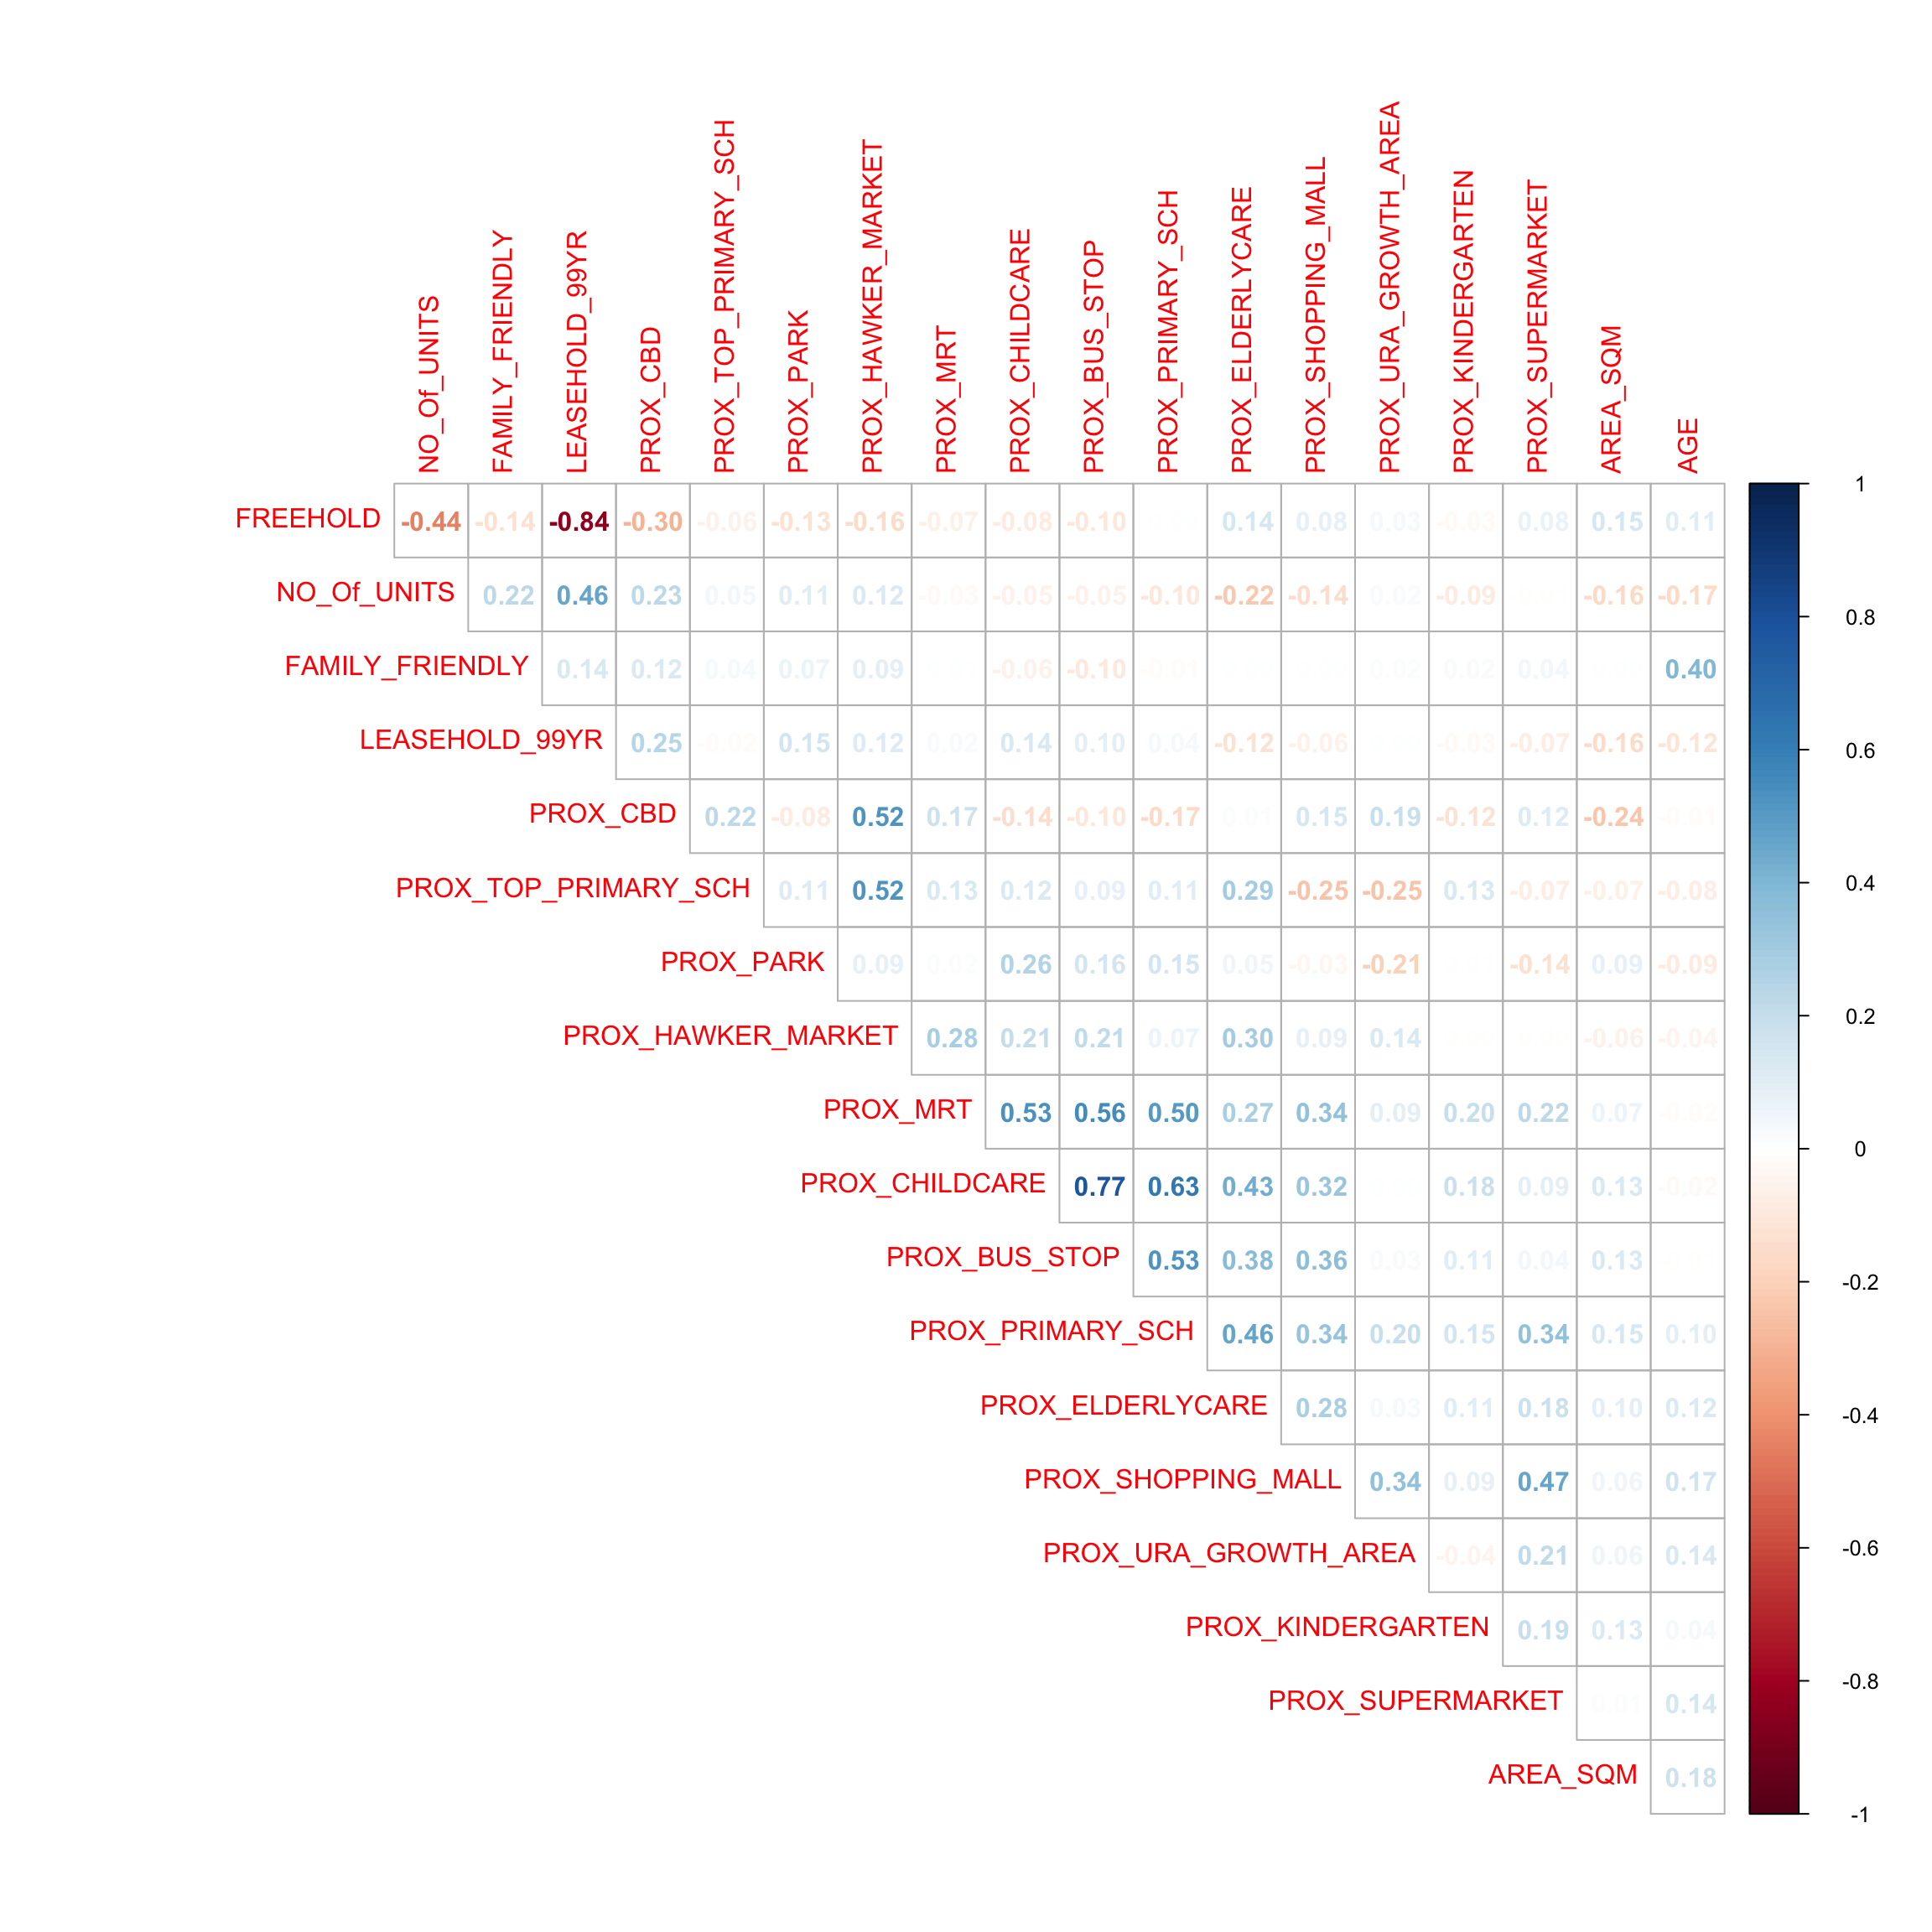 NO_Of_UNITS
FAMILY_FRIENDLY
LEASEHOLD_99YR
PROX_CBD
PROX_TOP_PRIMARY_SCH
PROX_PARK
PROX_HAWKER_MARKET
PROX_MRT
PROX_CHILDCARE
PROX_BUS_STOP
PROX_PRIMARY_SCH
PROX_ELDERLYCARE
PROX_SHOPPING_MALL
PROX_URA_GROWTH_AREA
PROX_KINDERGARTEN
PROX_SUPERMARKET
AREA_SQM
AGE
FREEHOLD -0.44 -0.14 -0.84 -0.30 -0.06 -0.13 -0.16 -0.07 -0.08 -0.10 0.14 0.08 0.03 -0.03 0.08 0.15 0.11
NO_Of_UNITS 0.22 0.46 0.23 0.05 0.11 0.12 -0.03 -0.05 -0.05 -0.10 -0.22 -0.14 0.02 -0.09 -0.16 -0.17
FAMILY_FRIENDLY 0.14 0.12 0.04 0.07 0.09 -0.06 -0.10 -0.01 0.02 0.02 0.04 0.40
LEASEHOLD_99YR 0.25 -0.02 0.15 0.12 0.02 0.14 0.10 0.04 -0.12 -0.06 -0.03 -0.07 -0.16 -0.12
PROX_CBD 0.22 -0.08 0.52 0.17 -0.14 -0.10 -0.17 0.01 0.15 0.19 -0.12 0.12 -0.24 -0.01
PROX_TOP_PRIMARY_SCH 0.11 0.52 0.13 0.12 0.09 0.11 0.29 -0.25 -0.25 0.13 -0.07 -0.07 -0.08
PROX_PARK 0.09 0.02 0.26 0.16 0.15 0.05 -0.03 -0.21 -0.14 0.09 -0.09
PROX_HAWKER_MARKET 0.28 0.21 0.21 0.07 0.30 0.09 0.14 -0.06 -0.04
PROX_MRT 0.53 0.56 0.50 0.27 0.34 0.09 0.20 0.22 0.07 -0.02
PROX_CHILDCARE 0.77 0.63 0.43 0.32 0.18 0.09 0.13 -0.02
PROX_BUS_STOP 0.53 0.38 0.36 0.03 0.11 0.04 0.13
PROX_PRIMARY_SCH 0.46 0.34 0.20 0.15 0.34 0.15 0.10
PROX_ELDERLYCARE 0.28 0.03 0.11 0.18 0.10 0.12
PROX_SHOPPING_MALL 0.34 0.09 0.47 0.06 0.17
PROX_URA_GROWTH_AREA -0.04 0.21 0.06 0.14
PROX_KINDERGARTEN 0.19 0.13 0.04
PROX_SUPERMARKET 0.01 0.14
AREA_SQM 0.18
1
0.8
0.6
0.4
0.2
0
-0.2
-0.4
-0.6
-0.8
-1